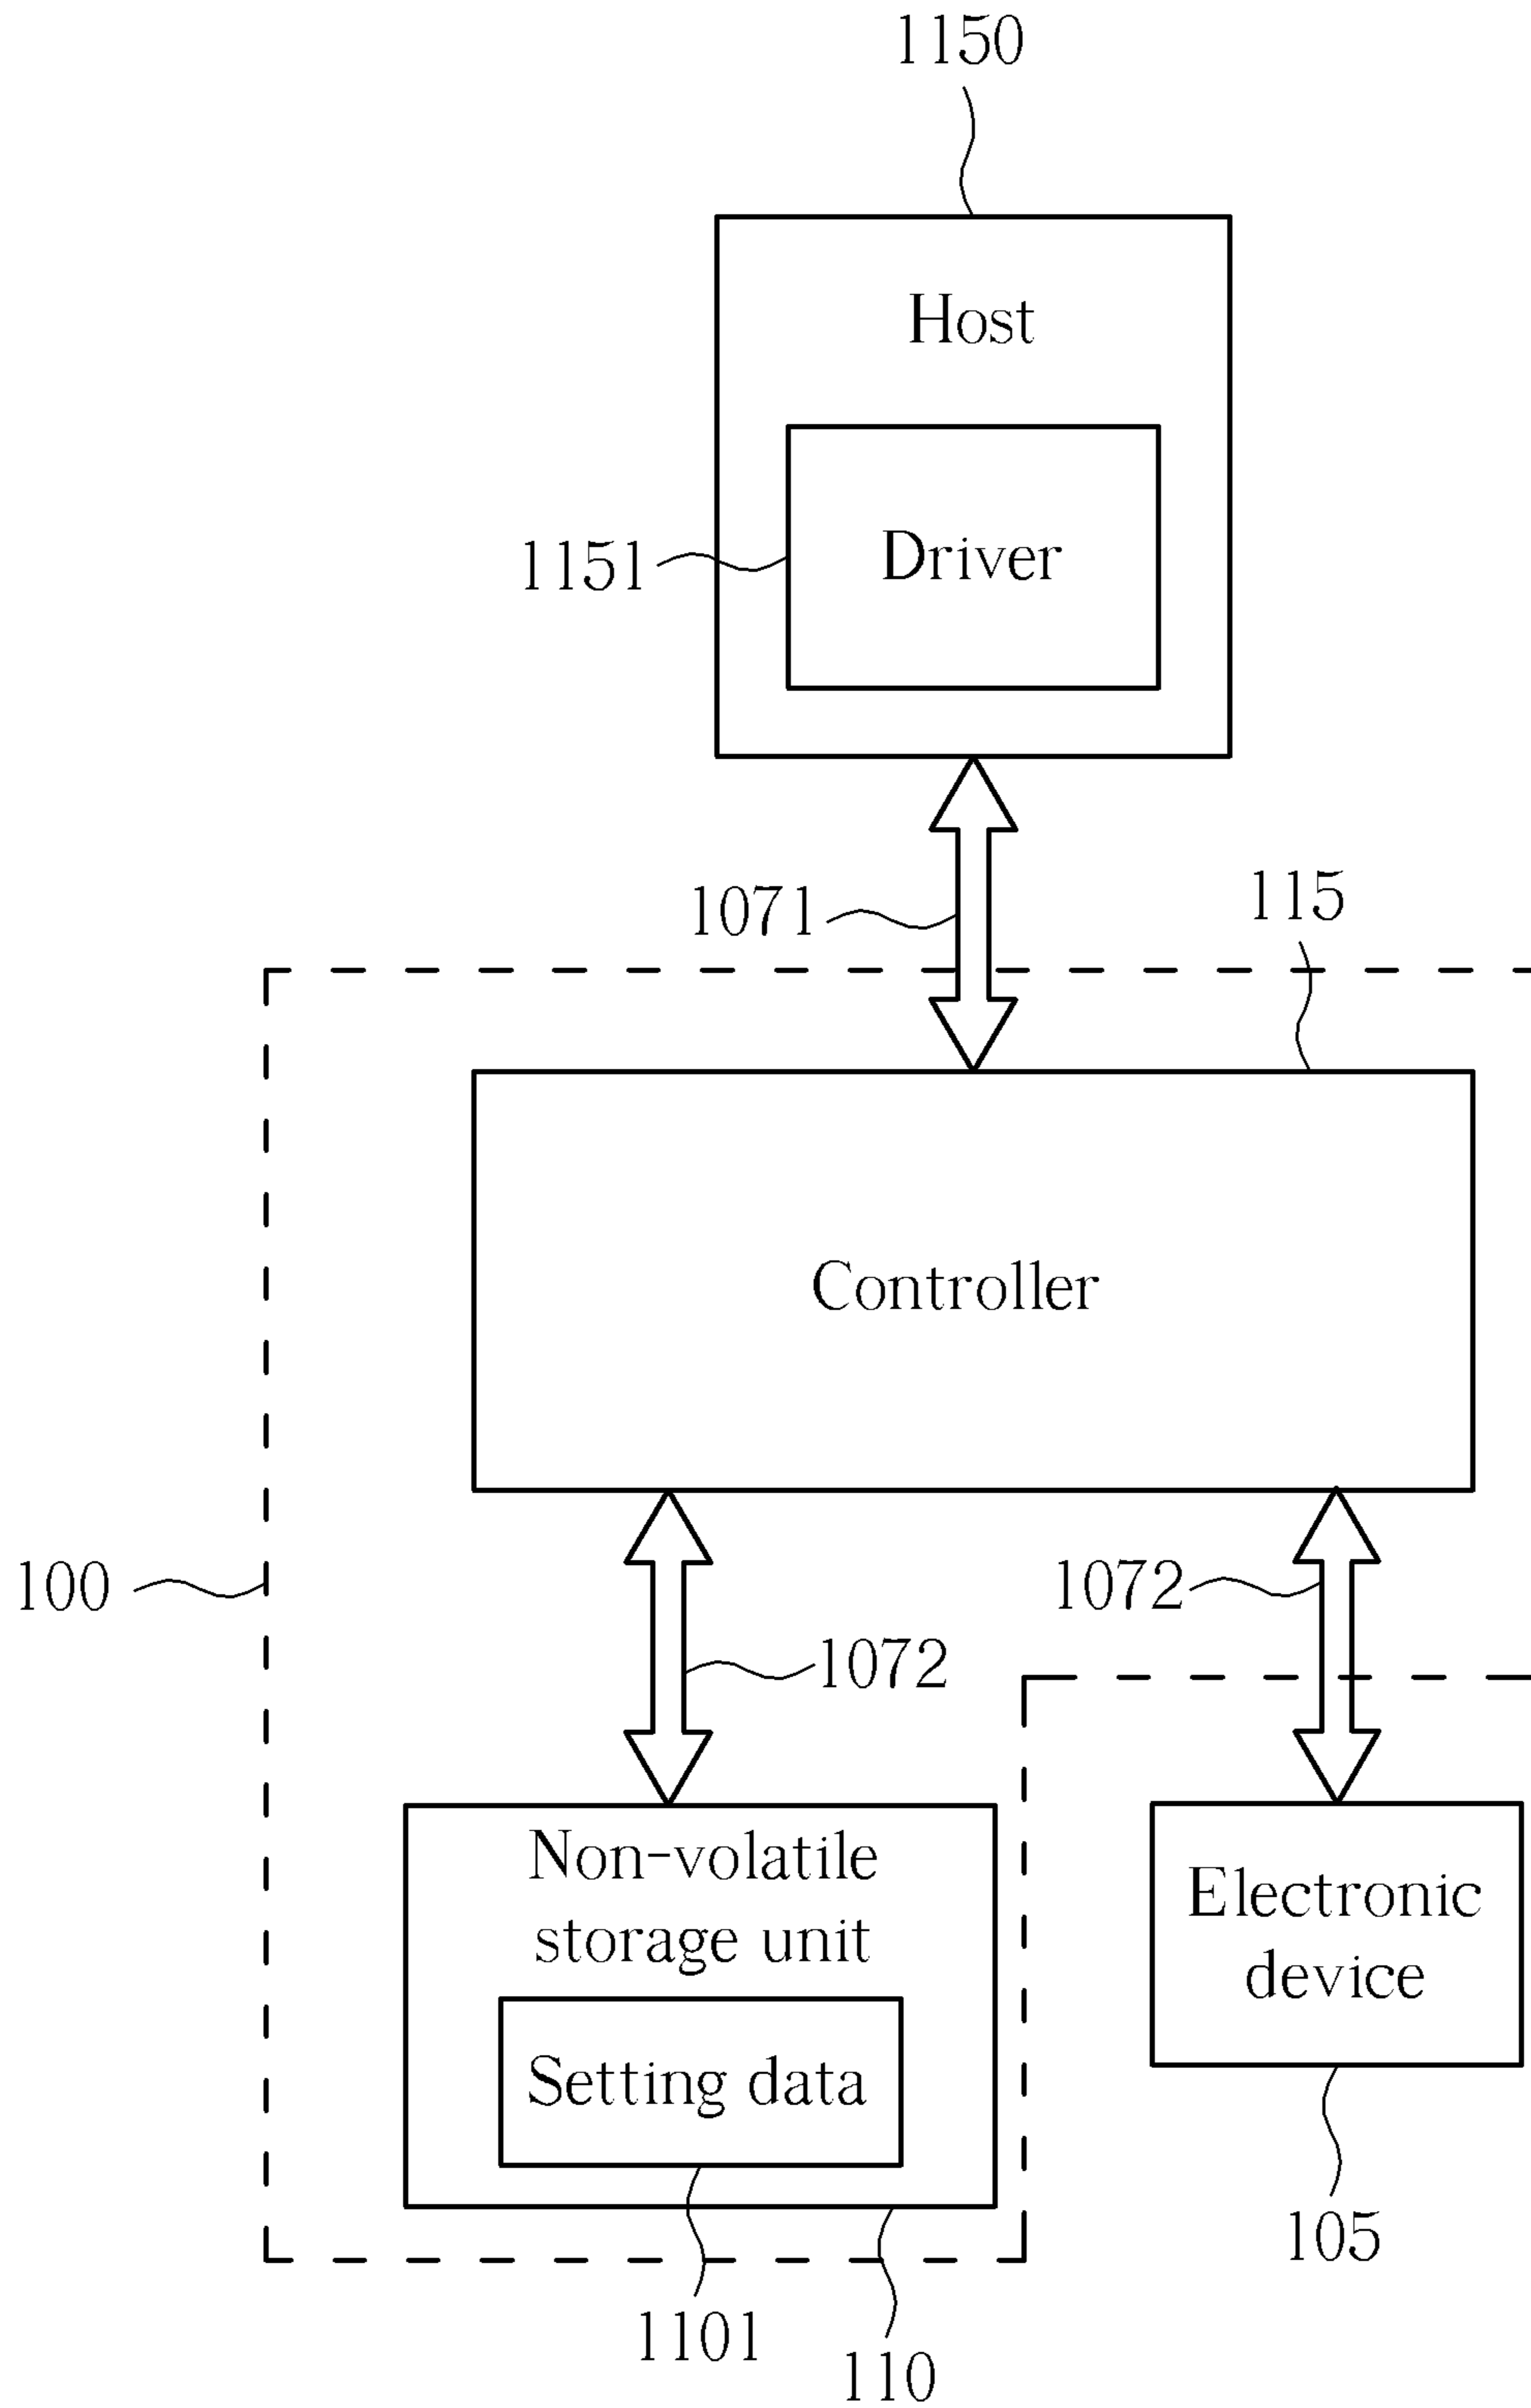 1150
Host
Driver
1151
1071
115
Controller
100
1072
1072
Non-volatile
storage unit
Setting data
Electronic
device
105
1101
110